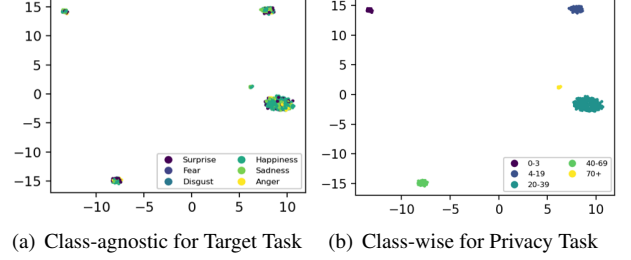 15
10
5
0
−5
−10
−15
−10 −5 0 5 10
Surprise
Fear
Disgust
Happiness
Sadness
Anger
15
10
5
0
−5
−10
−15
−10 −5 0 5 10
0-3
4-19
20-39
40-69
70+
(a) Class-agnostic for Target Task (b) Class-wise for Privacy Task